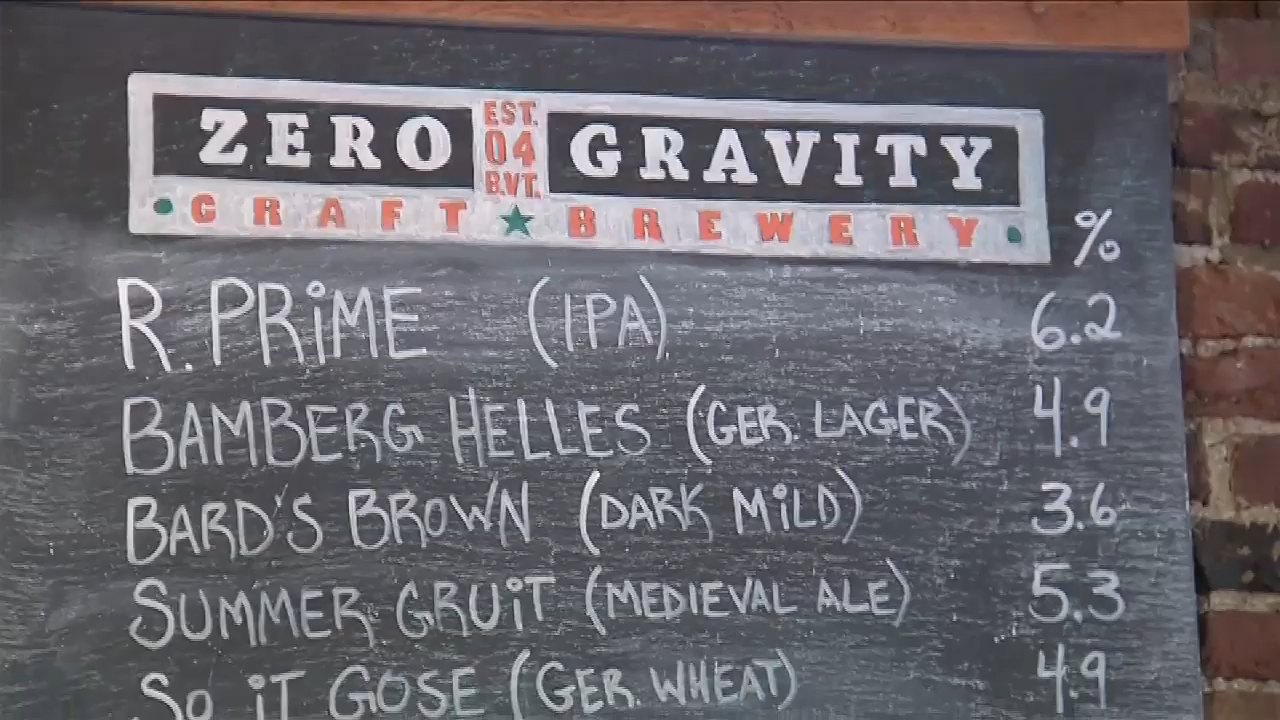 ZERO EST. 04 B.V.T. GRAVITY
CRAFT ★ BREWERY
%
R. PRiME (IPA) 6.2
BAMBERG HELLES (GER. LAGER) 4.9
BARD'S BROWN (DARK MiLD) 3.6
SUMMER GRUiT (MEDIEVAL ALE) 5.3
SO iT GOSE (GER. WHEAT) 4.9